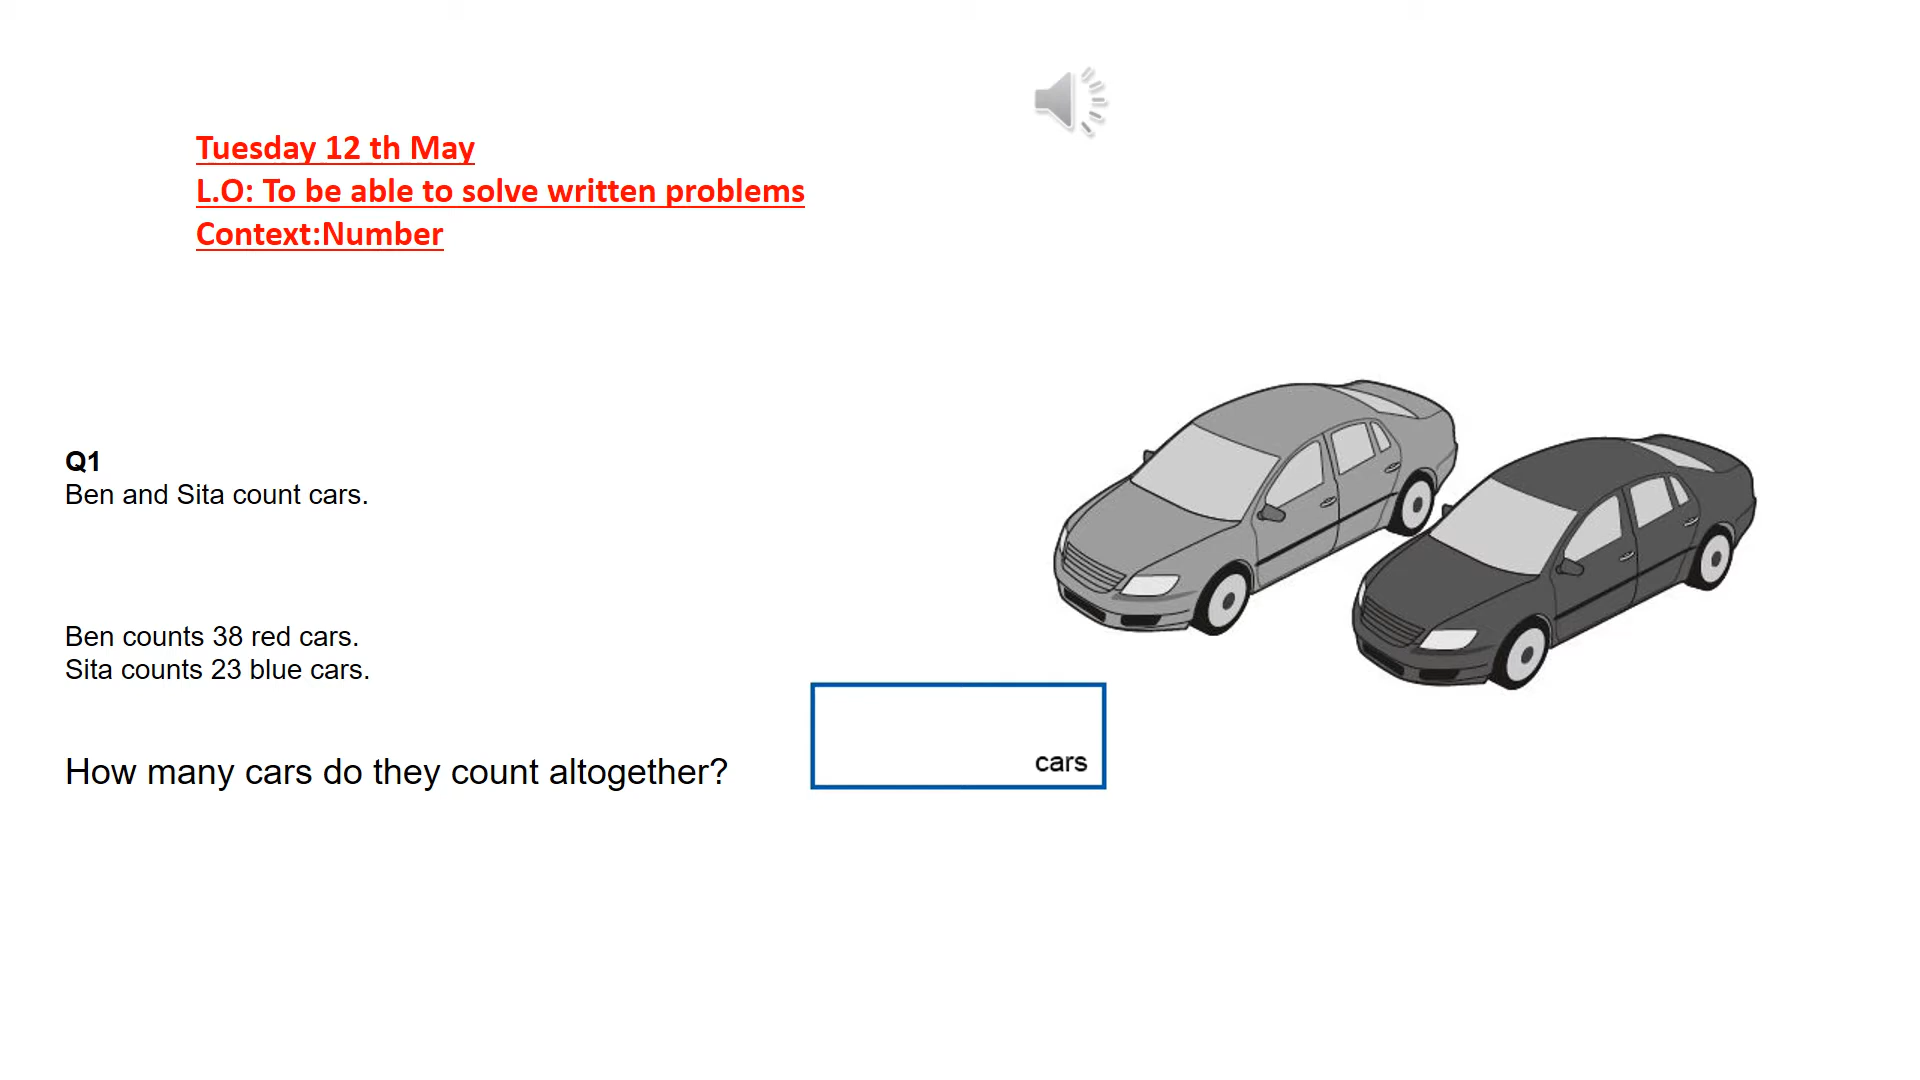 Tuesday 12 th May
L.O: To be able to solve written problems
Context:Number
Q1
Ben and Sita count cars.
Ben counts 38 red cars.
Sita counts 23 blue cars.
How many cars do they count altogether?
cars